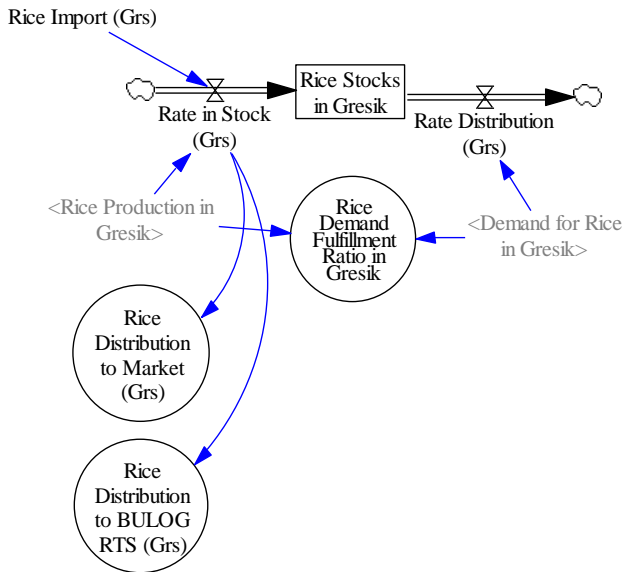 Rice Import (Grs)
Rice Stocks
in Gresik
Rate in Stock
(Grs)
Rate Distribution
(Grs)
<Rice Production in
Gresik>
Rice
Demand
Fulfillment
Ratio in
Gresik
<Demand for Rice
in Gresik>
Rice
Distribution
to Market
(Grs)
Rice
Distribution
to BULOG
RTS (Grs)